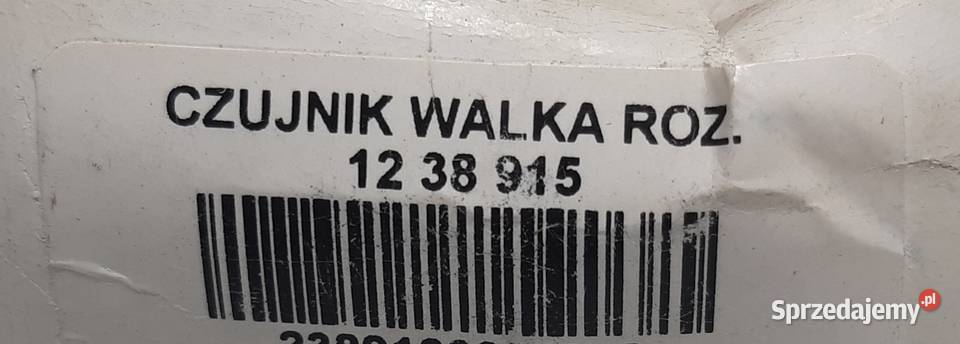 CZUJNIK WALKA ROZ.
12 38 915
Sprzedajemy.pl